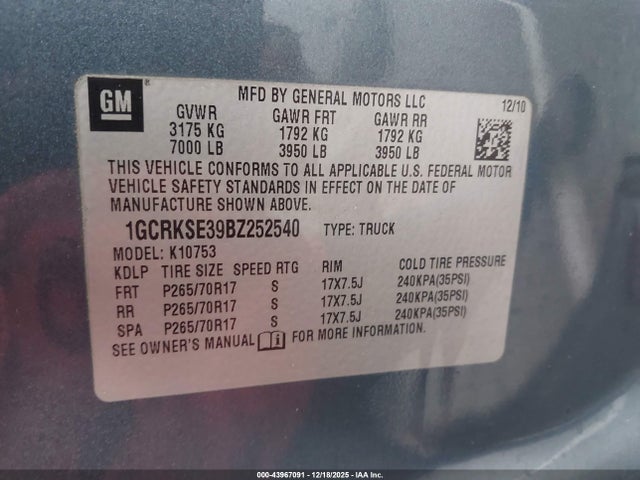 GM ®
MFD BY GENERAL MOTORS LLC 12/10
GVWR GAWR FRT GAWR RR
3175 KG 1792 KG 1792 KG
7000 LB 3950 LB 3950 LB
THIS VEHICLE CONFORMS TO ALL APPLICABLE U.S. FEDERAL MOTOR
VEHICLE SAFETY STANDARDS IN EFFECT ON THE DATE OF
MANUFACTURE SHOWN ABOVE.
1GCRKSE39BZ252540 TYPE: TRUCK
MODEL: K10753
KDLP TIRE SIZE SPEED RTG RIM COLD TIRE PRESSURE
FRT P265/70R17 S 17X7.5J 240KPA(35PSI)
RR P265/70R17 S 17X7.5J 240KPA(35PSI)
SPA P265/70R17 S 17X7.5J 240KPA(35PSI)
SEE OWNER'S MANUAL FOR MORE INFORMATION.
000-43967091 - 12/18/2025 - IAA Inc.